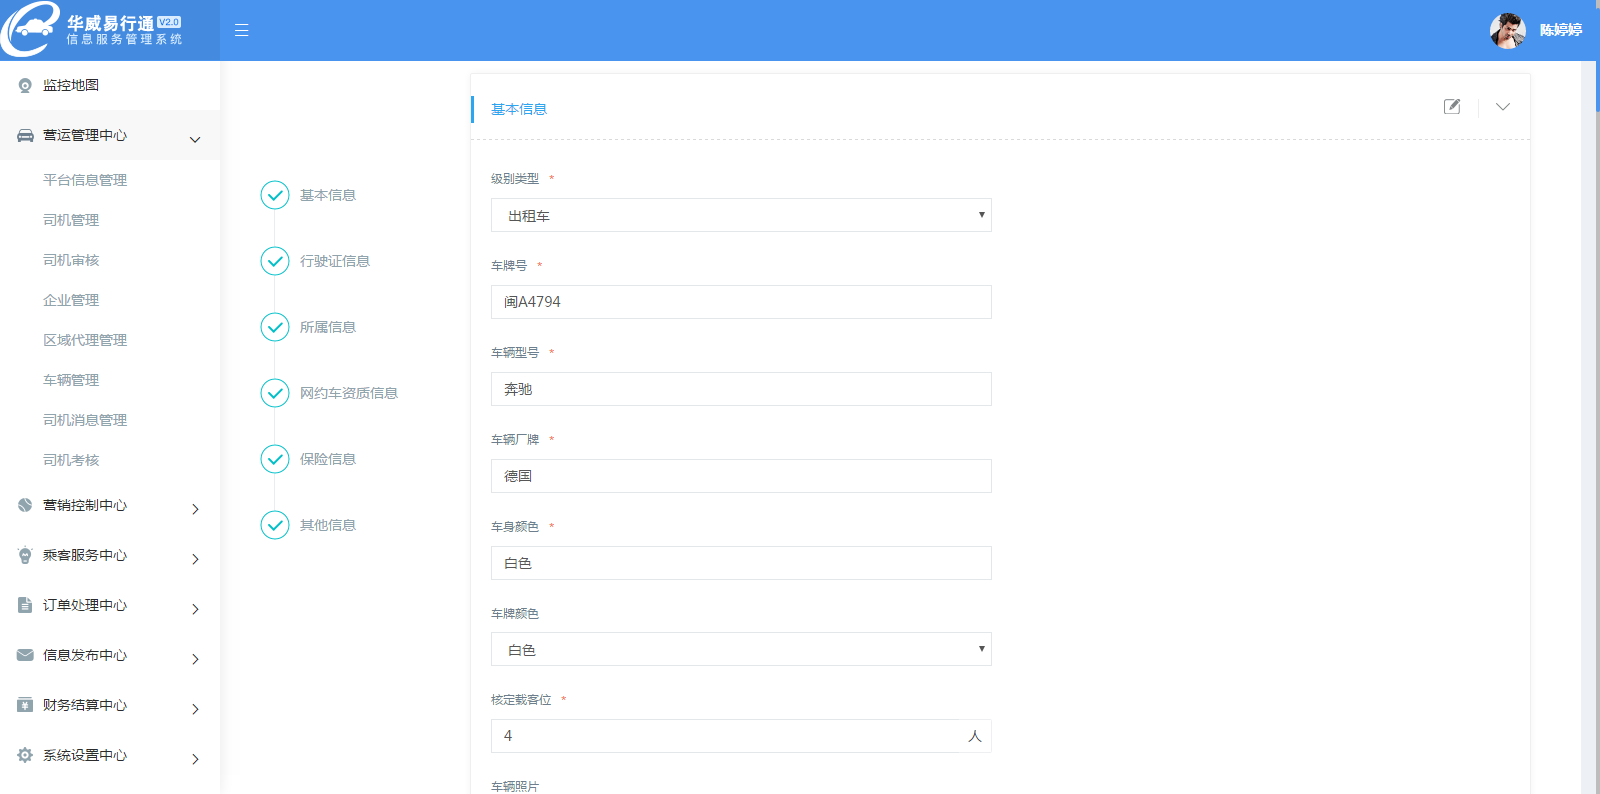 华威易行通 V2.0
信息服务管理系统
陈婷婷
监控地图
营运管理中心
平台信息管理
司机管理
司机审核
企业管理
区域代理管理
车辆管理
司机消息管理
司机考核
营销控制中心
乘客服务中心
订单处理中心
信息发布中心
财务结算中心
系统设置中心
基本信息
行驶证信息
所属信息
网约车资质信息
保险信息
其他信息
基本信息
级别类型 *
出租车
车牌号 *
闽A4794
车辆型号 *
奔驰
车辆厂牌 *
德国
车身颜色 *
白色
车牌颜色
白色
核定载客位 *
4 人
车辆照片